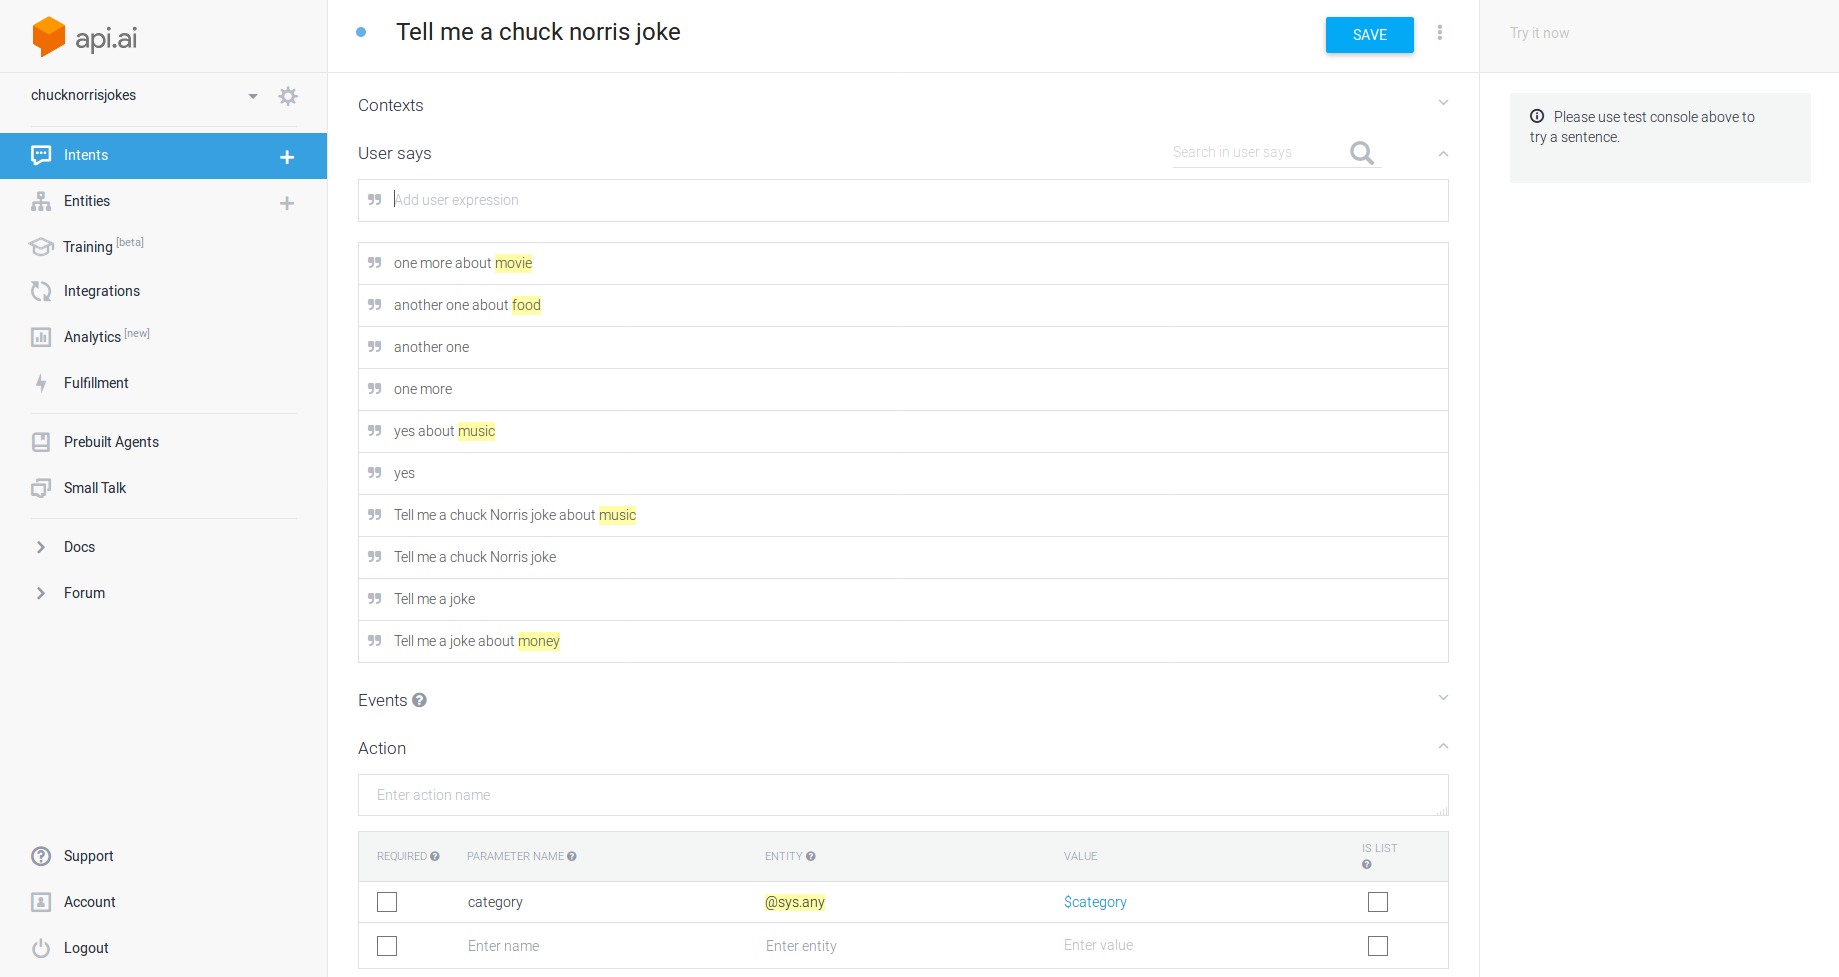 api.ai
chucknorrisjokes
Intents
Entities
Training [beta]
Integrations
Analytics [new]
Fulfillment
Prebuilt Agents
Small Talk
Docs
Forum
Support
Account
Logout
Tell me a chuck norris joke
SAVE
Contexts
User says
Search in user says
Add user expression
one more about movie
another one about food
another one
one more
yes about music
yes
Tell me a chuck Norris joke about music
Tell me a chuck Norris joke
Tell me a joke
Tell me a joke about money
Events
Action
Enter action name
REQUIRED PARAMETER NAME ENTITY VALUE IS LIST
category @sys.any $category
Enter name Enter entity Enter value
Try it now
Please use test console above to
try a sentence.